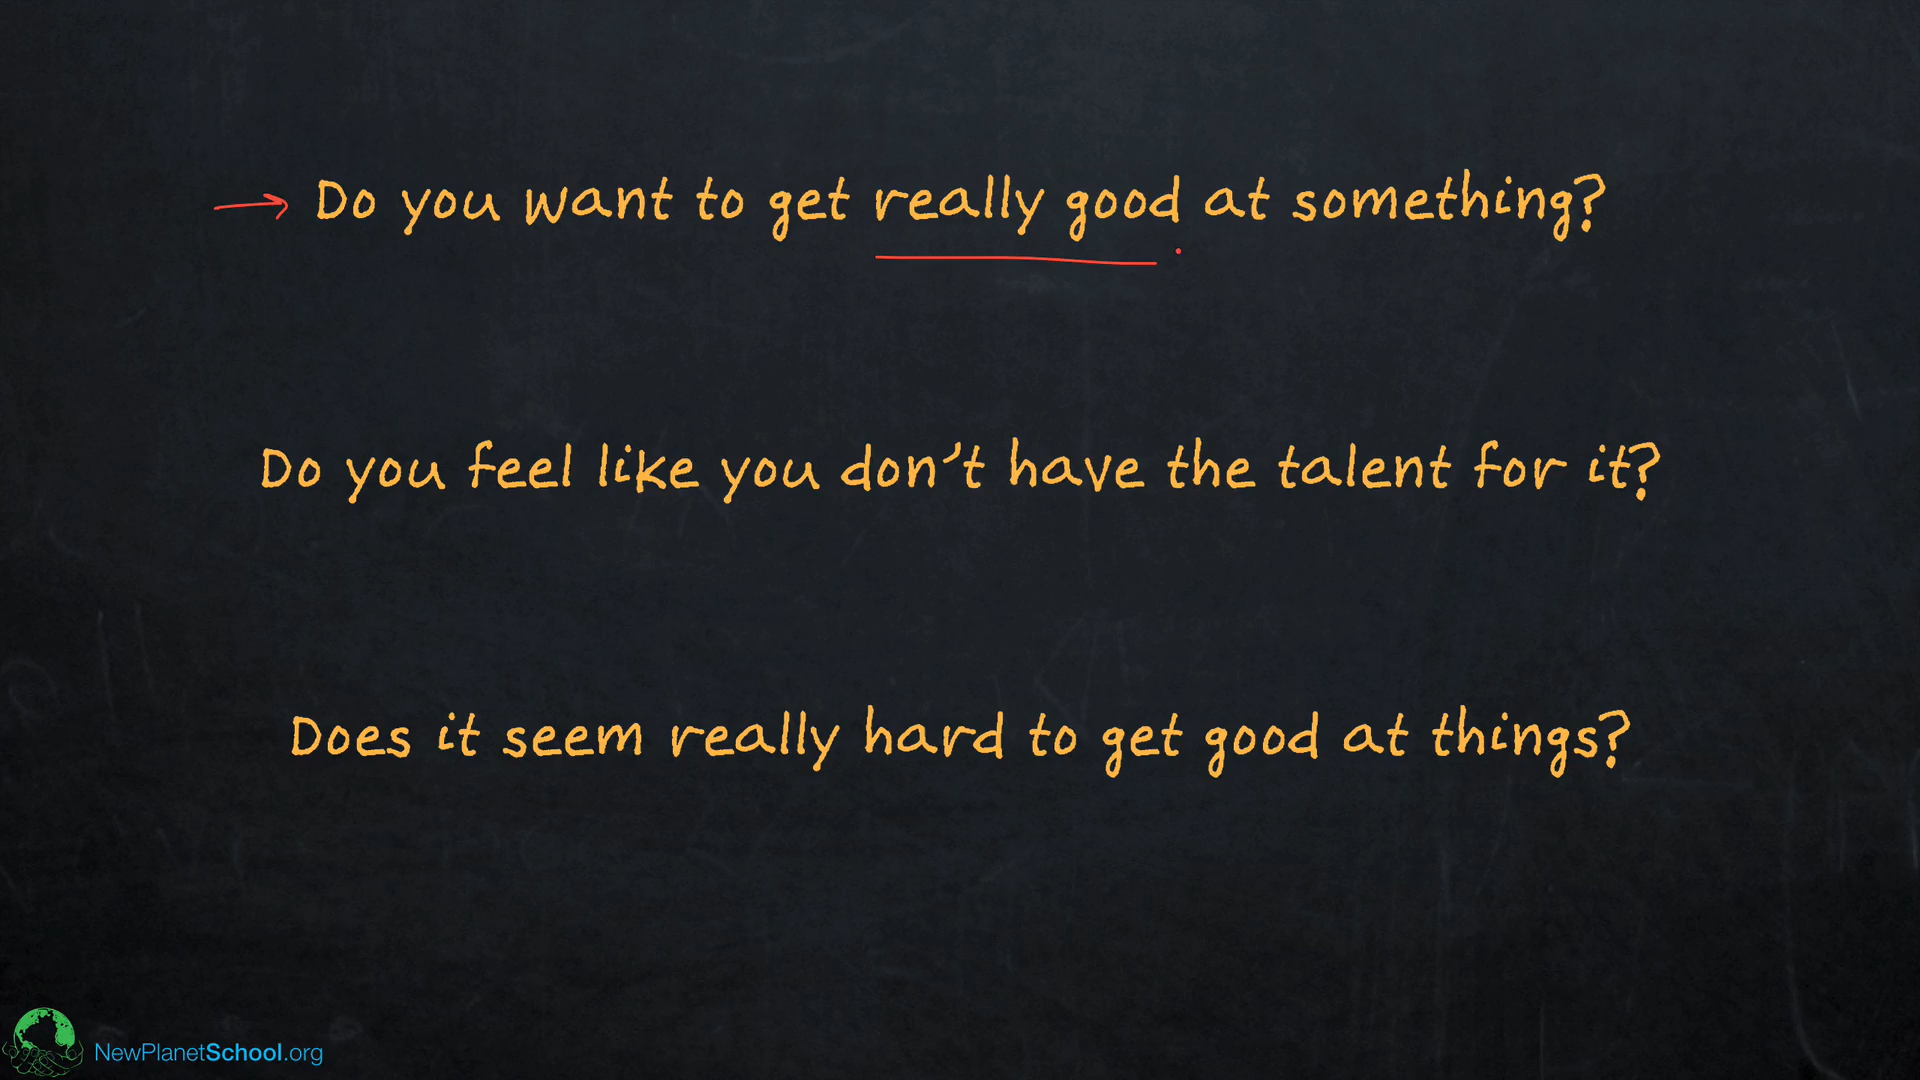 Do you want to get really good at something?
Do you feel like you don't have the talent for it?
Does it seem really hard to get good at things?
NewPlanetSchool.org